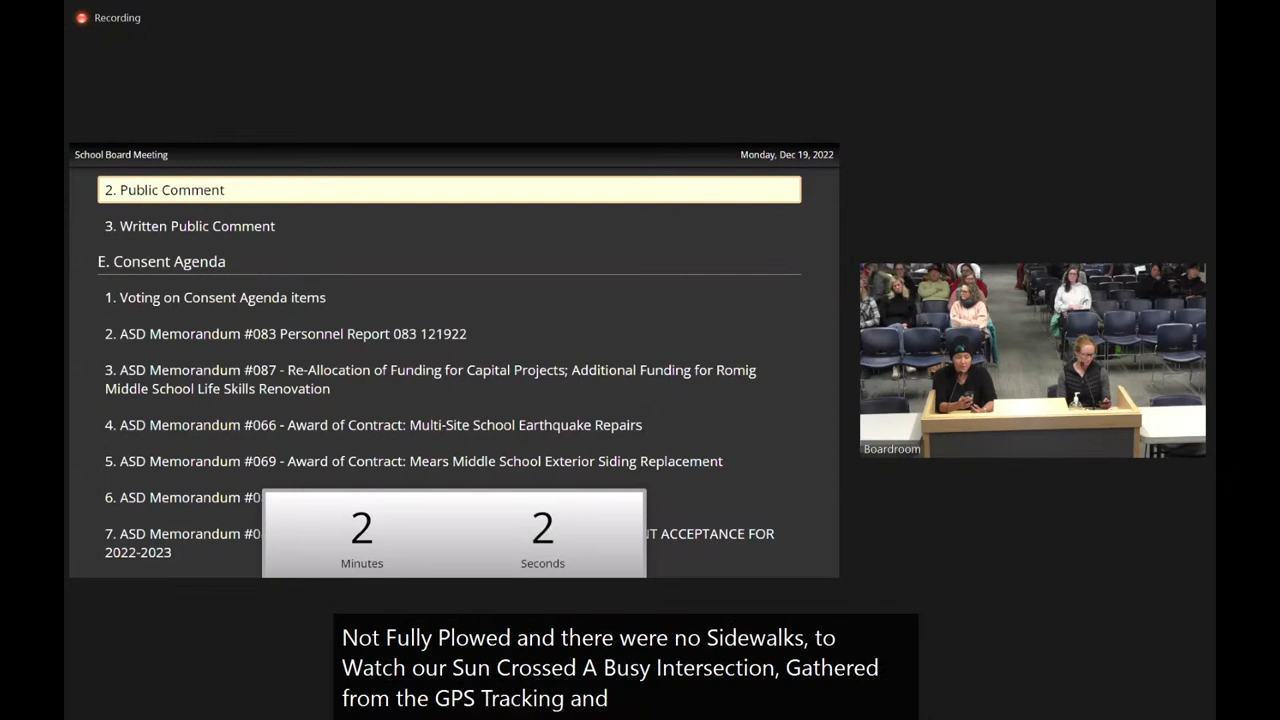 Recording
School Board Meeting
Monday, Dec 19, 2022
2. Public Comment
3. Written Public Comment
E. Consent Agenda
1. Voting on Consent Agenda items
2. ASD Memorandum #083 Personnel Report 083 121922
3. ASD Memorandum #087 - Re-Allocation of Funding for Capital Projects; Additional Funding for Romig
Middle School Life Skills Renovation
4. ASD Memorandum #066 - Award of Contract: Multi-Site School Earthquake Repairs
5. ASD Memorandum #069 - Award of Contract: Mears Middle School Exterior Siding Replacement
6. ASD Memorandum #0
7. ASD Memorandum #0 NT ACCEPTANCE FOR
2022-2023
2 2
Minutes Seconds
Boardroom
Not Fully Plowed and there were no Sidewalks, to
Watch our Sun Crossed A Busy Intersection, Gathered
from the GPS Tracking and